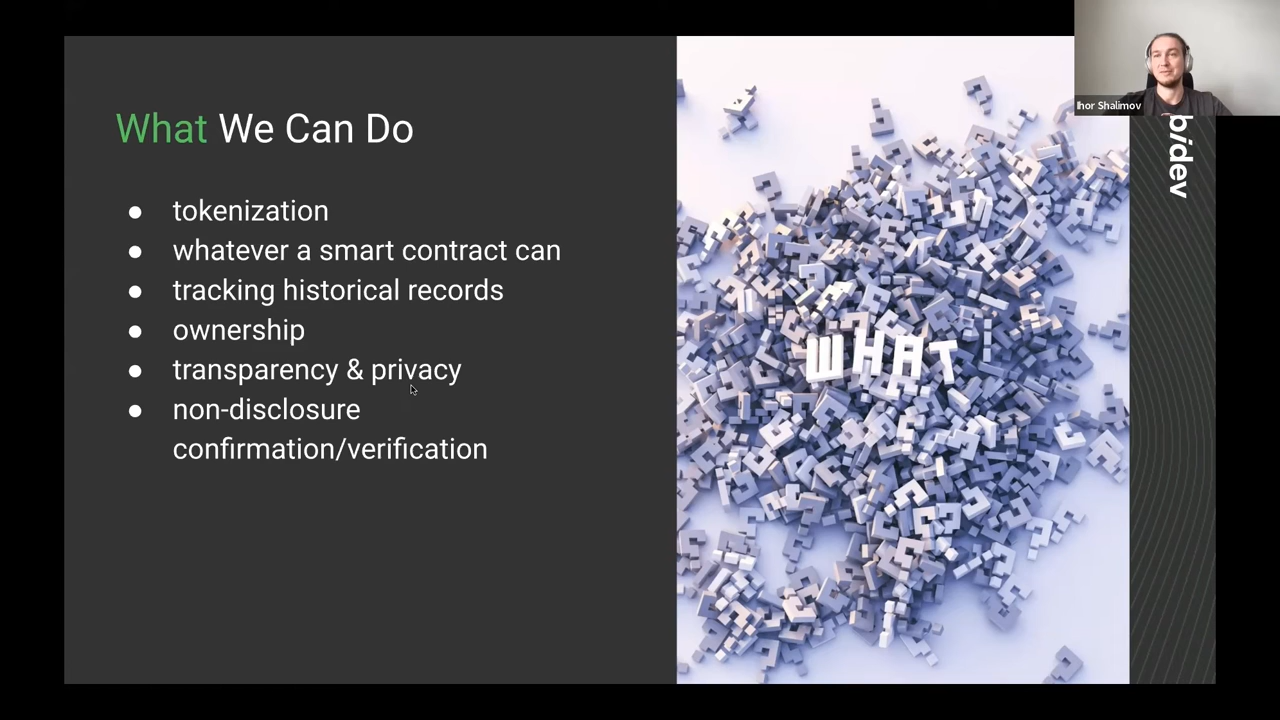 What We Can Do
● tokenization
● whatever a smart contract can
● tracking historical records
● ownership
● transparency & privacy
● non-disclosure
confirmation/verification
WHAT
Ihor Shalimov
bidev